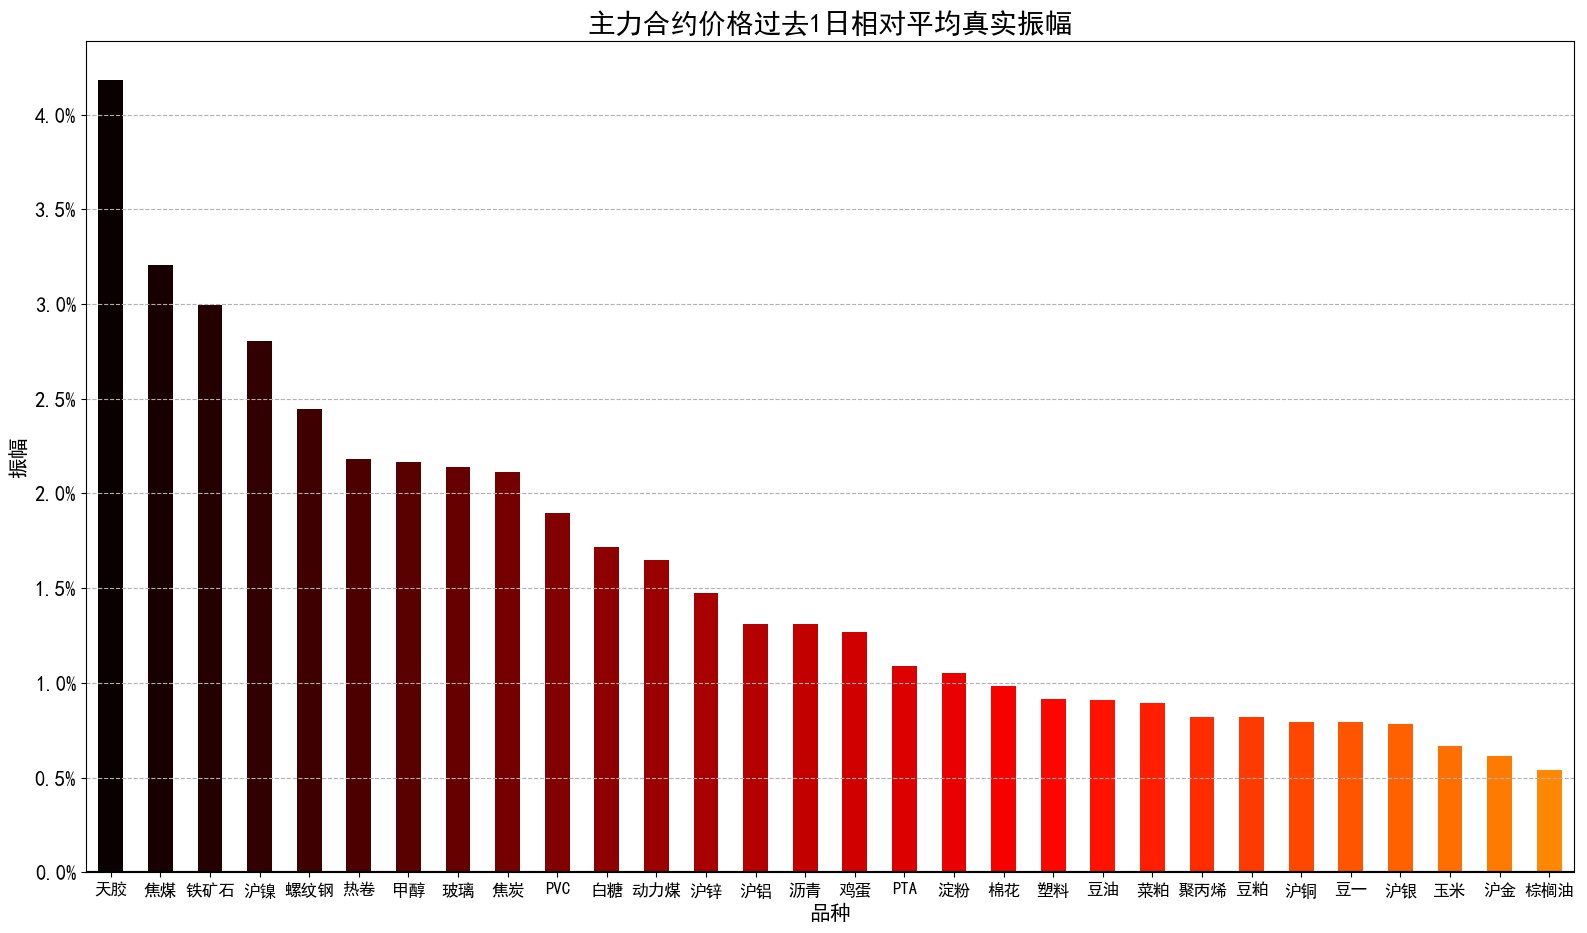 主力合约价格过去1日相对平均真实振幅
4.0%
3.5%
3.0%
2.5%
2.0%
1.5%
1.0%
0.5%
0.0%
振幅
天胶 焦煤 铁矿石 沪镍 螺纹钢 热卷 甲醇 玻璃 焦炭 PVC 白糖 动力煤 沪锌 沪铝 沥青 鸡蛋 PTA 淀粉 棉花 塑料 豆油 菜粕 聚丙烯 豆粕 沪铜 豆一 沪银 玉米 沪金 棕榈油
品种